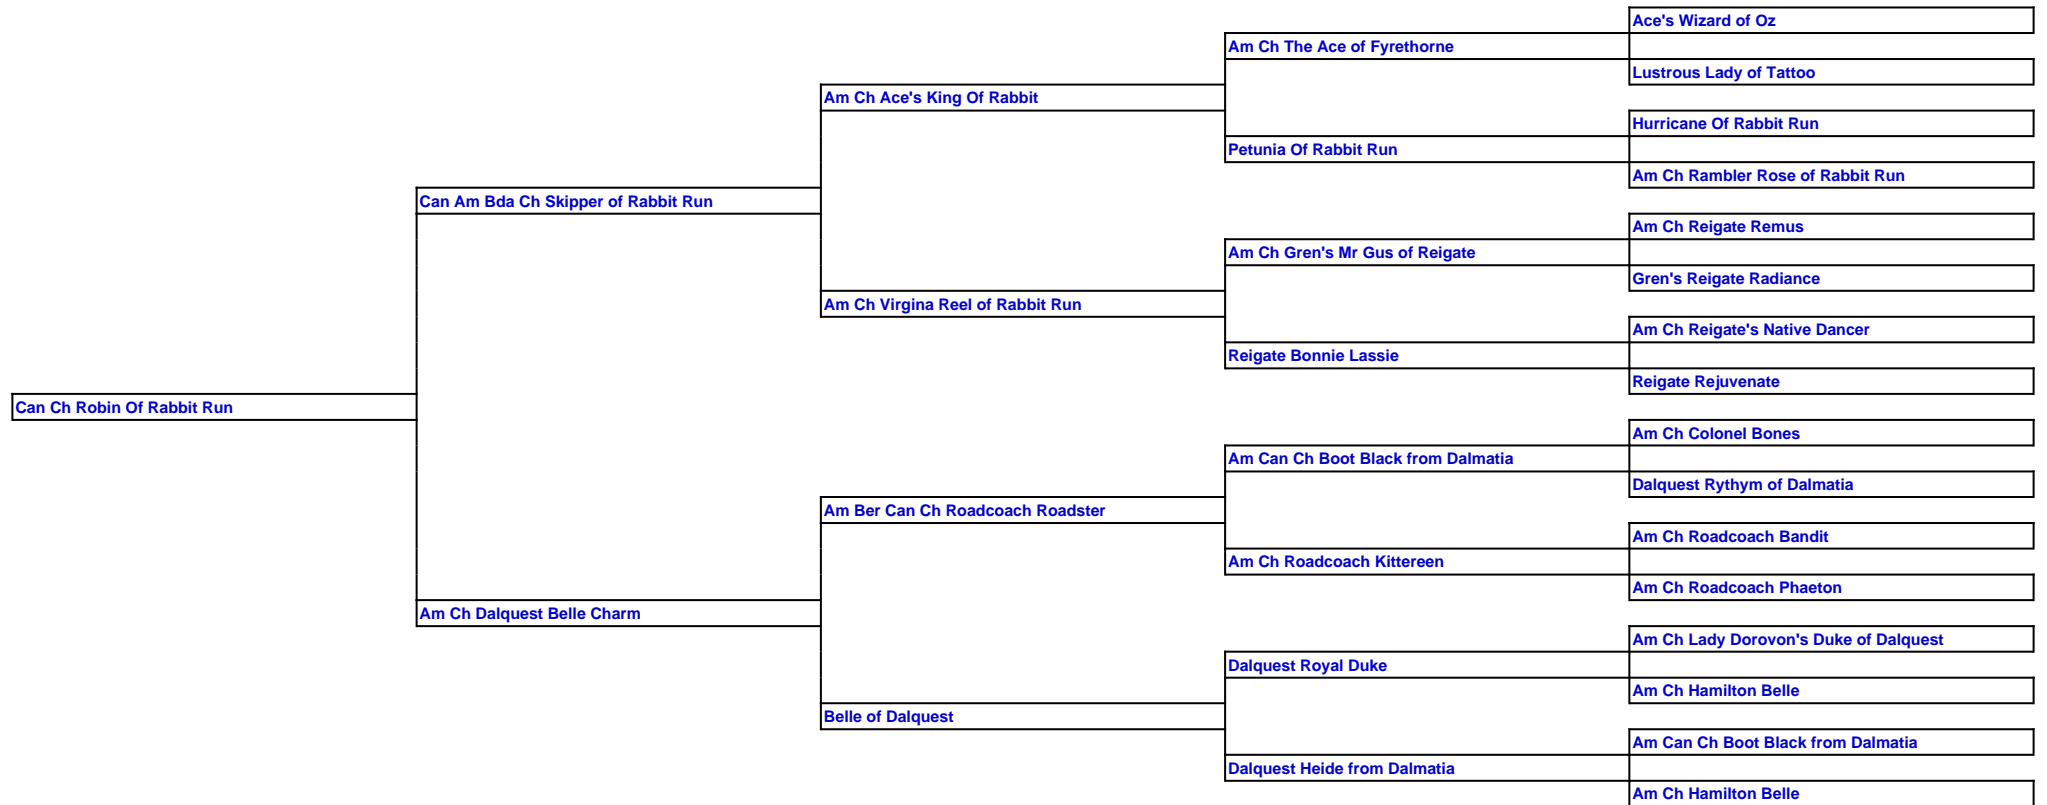 Ace's Wizard of Oz
Am Ch The Ace of Fyrethorne
Lustrous Lady of Tattoo
Am Ch Ace's King Of Rabbit
Hurricane Of Rabbit Run
Petunia Of Rabbit Run
Am Ch Rambler Rose of Rabbit Run
Can Am Bda Ch Skipper of Rabbit Run
Am Ch Reigate Remus
Am Ch Gren's Mr Gus of Reigate
Gren's Reigate Radiance
Am Ch Virgina Reel of Rabbit Run
Am Ch Reigate's Native Dancer
Reigate Bonnie Lassie
Reigate Rejuvenate
Can Ch Robin Of Rabbit Run
Am Ch Colonel Bones
Am Can Ch Boot Black from Dalmatia
Dalquest Rythym of Dalmatia
Am Ber Can Ch Roadcoach Roadster
Am Ch Roadcoach Bandit
Am Ch Roadcoach Kittereen
Am Ch Roadcoach Phaeton
Am Ch Dalquest Belle Charm
Am Ch Lady Dorovon's Duke of Dalquest
Dalquest Royal Duke
Am Ch Hamilton Belle
Belle of Dalquest
Am Can Ch Boot Black from Dalmatia
Dalquest Heide from Dalmatia
Am Ch Hamilton Belle